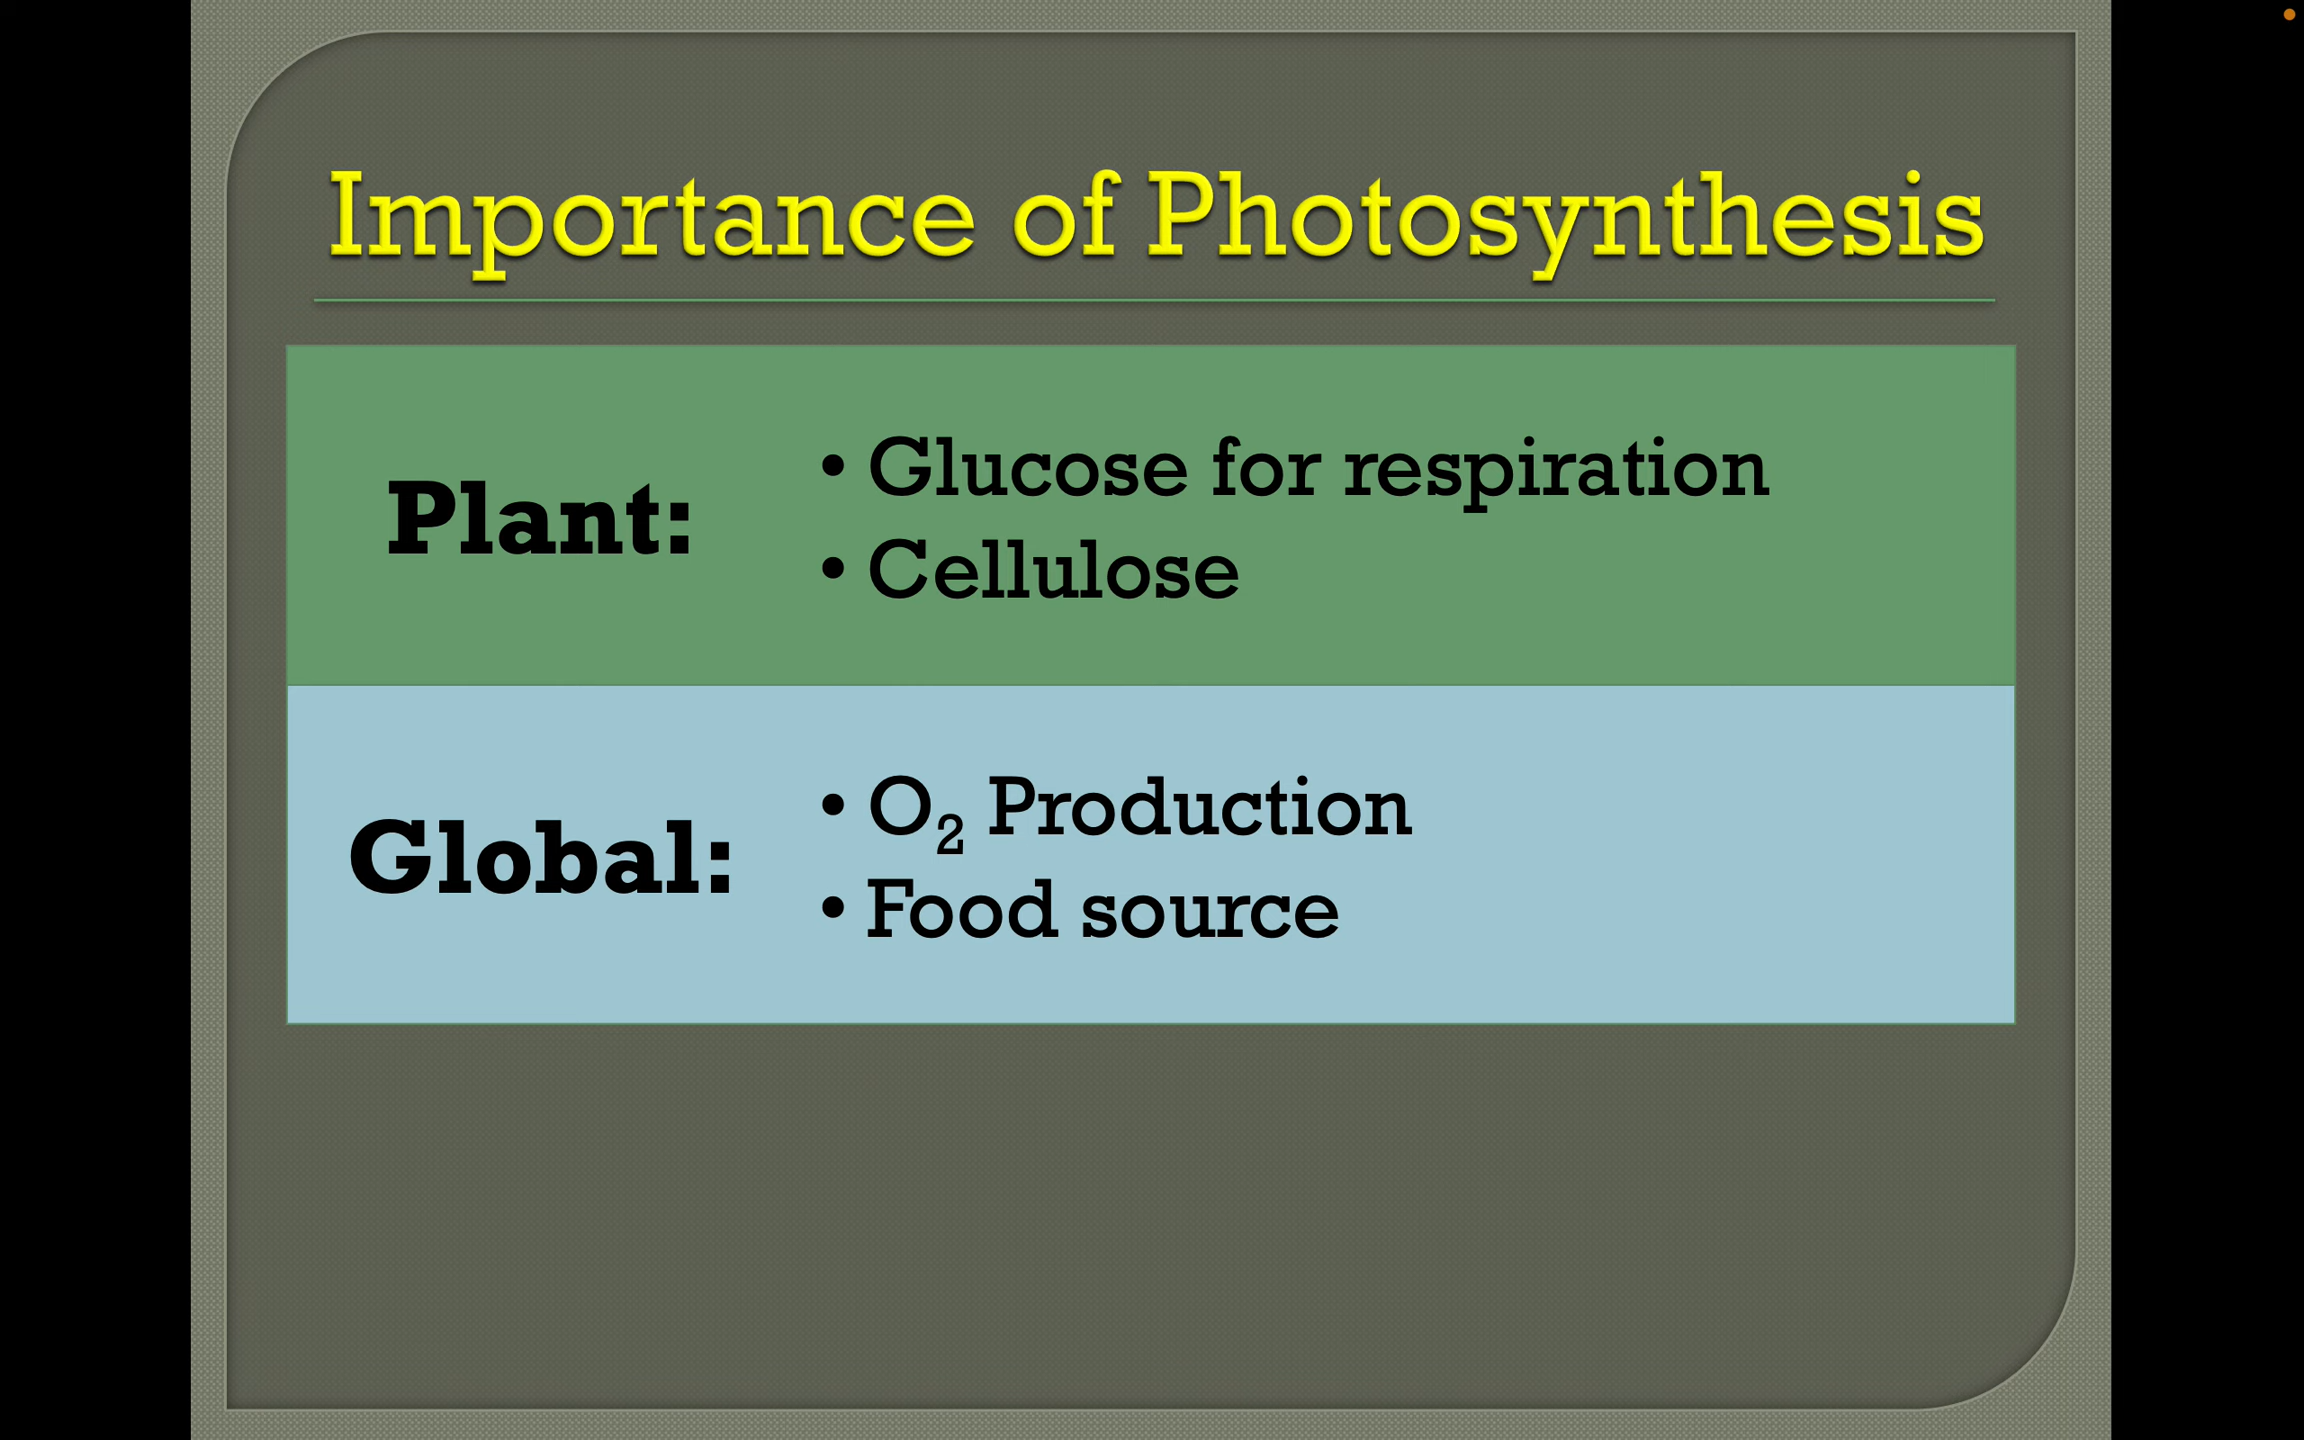 Importance of Photosynthesis
Plant:
• Glucose for respiration
• Cellulose
Global:
• O₂ Production
• Food source